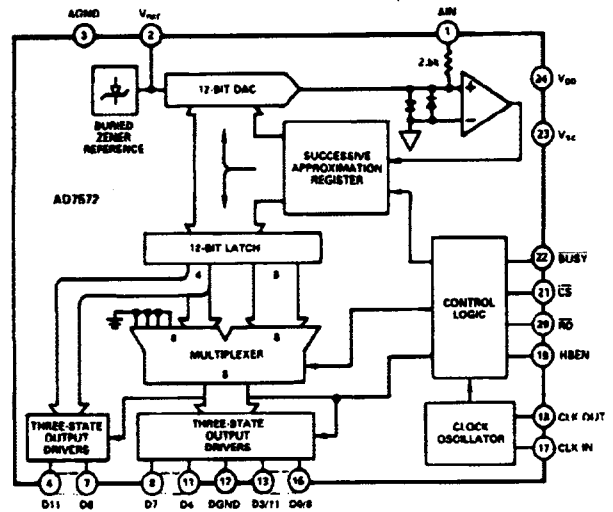 AGND
Vref
AIN
3
2
1
2.5k
24
VDD
12-BIT DAC
+
−
BURIED
ZENER
REFERENCE
23
SUCCESSIVE
APPROXIMATION
REGISTER
AD7572
12-BIT LATCH
4
8
22
BUSY
21
CS
CONTROL
LOGIC
20
RD
19
HBEN
8
8
MULTIPLEXER
8
THREE-STATE
OUTPUT
DRIVERS
THREE-STATE
OUTPUT
DRIVERS
CLOCK
OSCILLATOR
18
CLK OUT
17
CLK IN
4
7
8
11
12
13
16
D11
D8
D7
D4
DGND
D3/11
D0/8